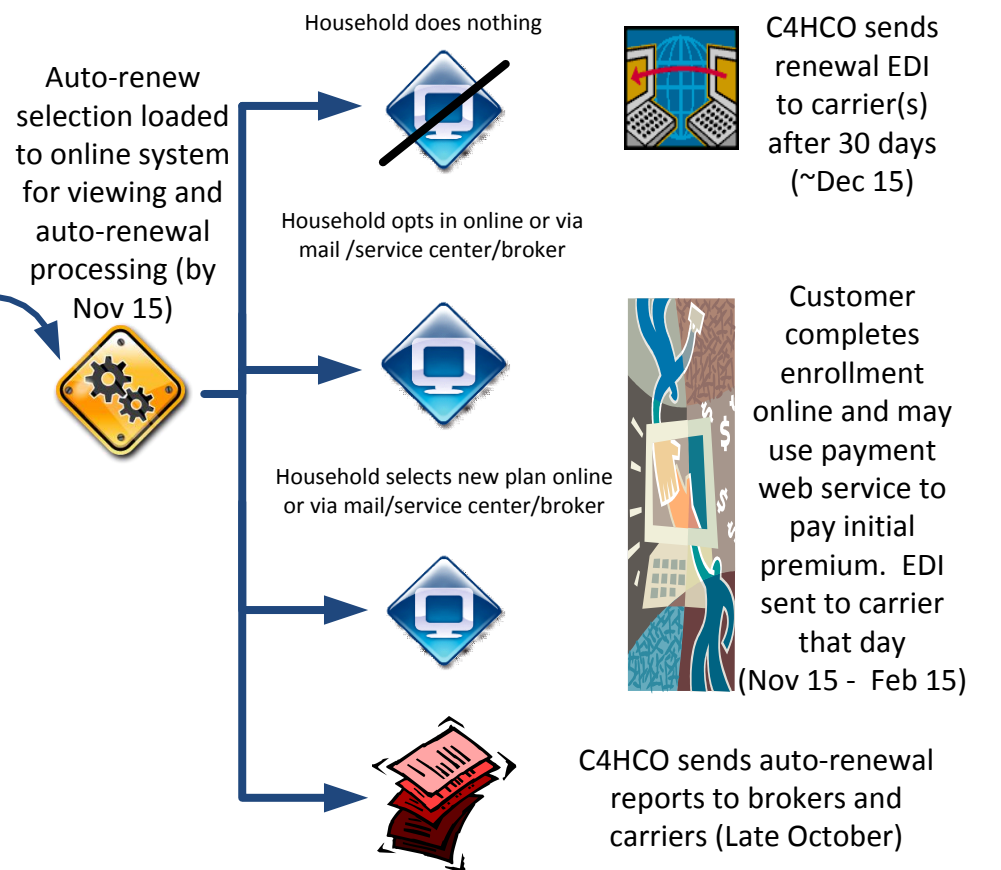 Auto-renew
selection loaded
to online system
for viewing and
auto-renewal
processing (by
Nov 15)
Household does nothing
C4HCO sends
renewal EDI
to carrier(s)
after 30 days
(~Dec 15)
Household opts in online or via
mail /service center/broker
Household selects new plan online
or via mail/service center/broker
Customer
completes
enrollment
online and may
use payment
web service to
pay initial
premium.  EDI
sent to carrier
that day
(Nov 15 -  Feb 15)
C4HCO sends auto-renewal
reports to brokers and
carriers (Late October)